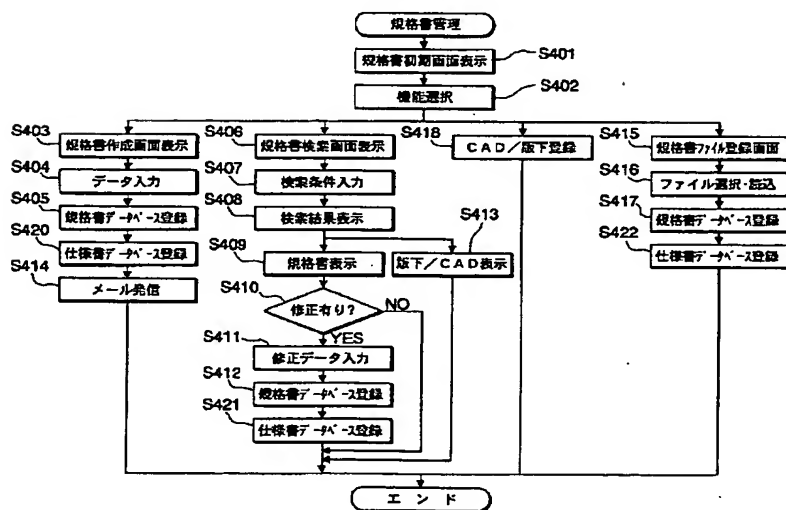 規格書管理
S401
規格書初期画面表示
S402
機能選択
S403
規格書作成画面表示
S404
データ入力
S405
規格書データベース登録
S420
仕様書データベース登録
S414
メール発信
S406
規格書検索画面表示
S407
検索条件入力
S408
検索結果表示
S409
規格書表示
S413
版下／CAD表示
S410
修正有り?
NO
YES
S411
修正データ入力
S412
規格書データベース登録
S421
仕様書データベース登録
S418
CAD／版下登録
S415
規格書ファイル登録画面
S416
ファイル選択・読込
S417
規格書データベース登録
S422
仕様書データベース登録
エンド